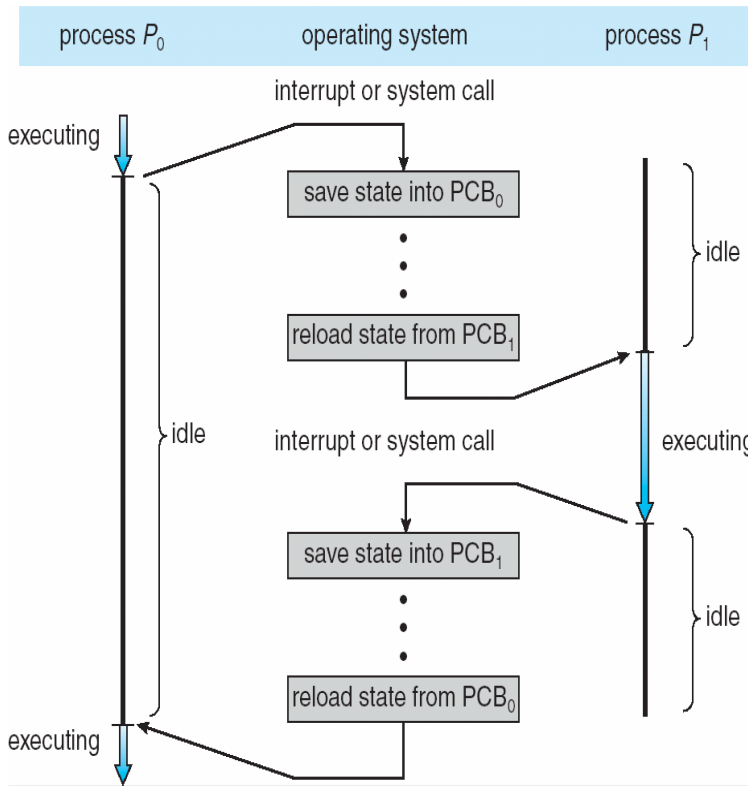 process P₀ operating system process P₁
interrupt or system call
executing
save state into PCB₀
idle
reload state from PCB₁
idle
interrupt or system call
executing
save state into PCB₁
idle
reload state from PCB₀
executing